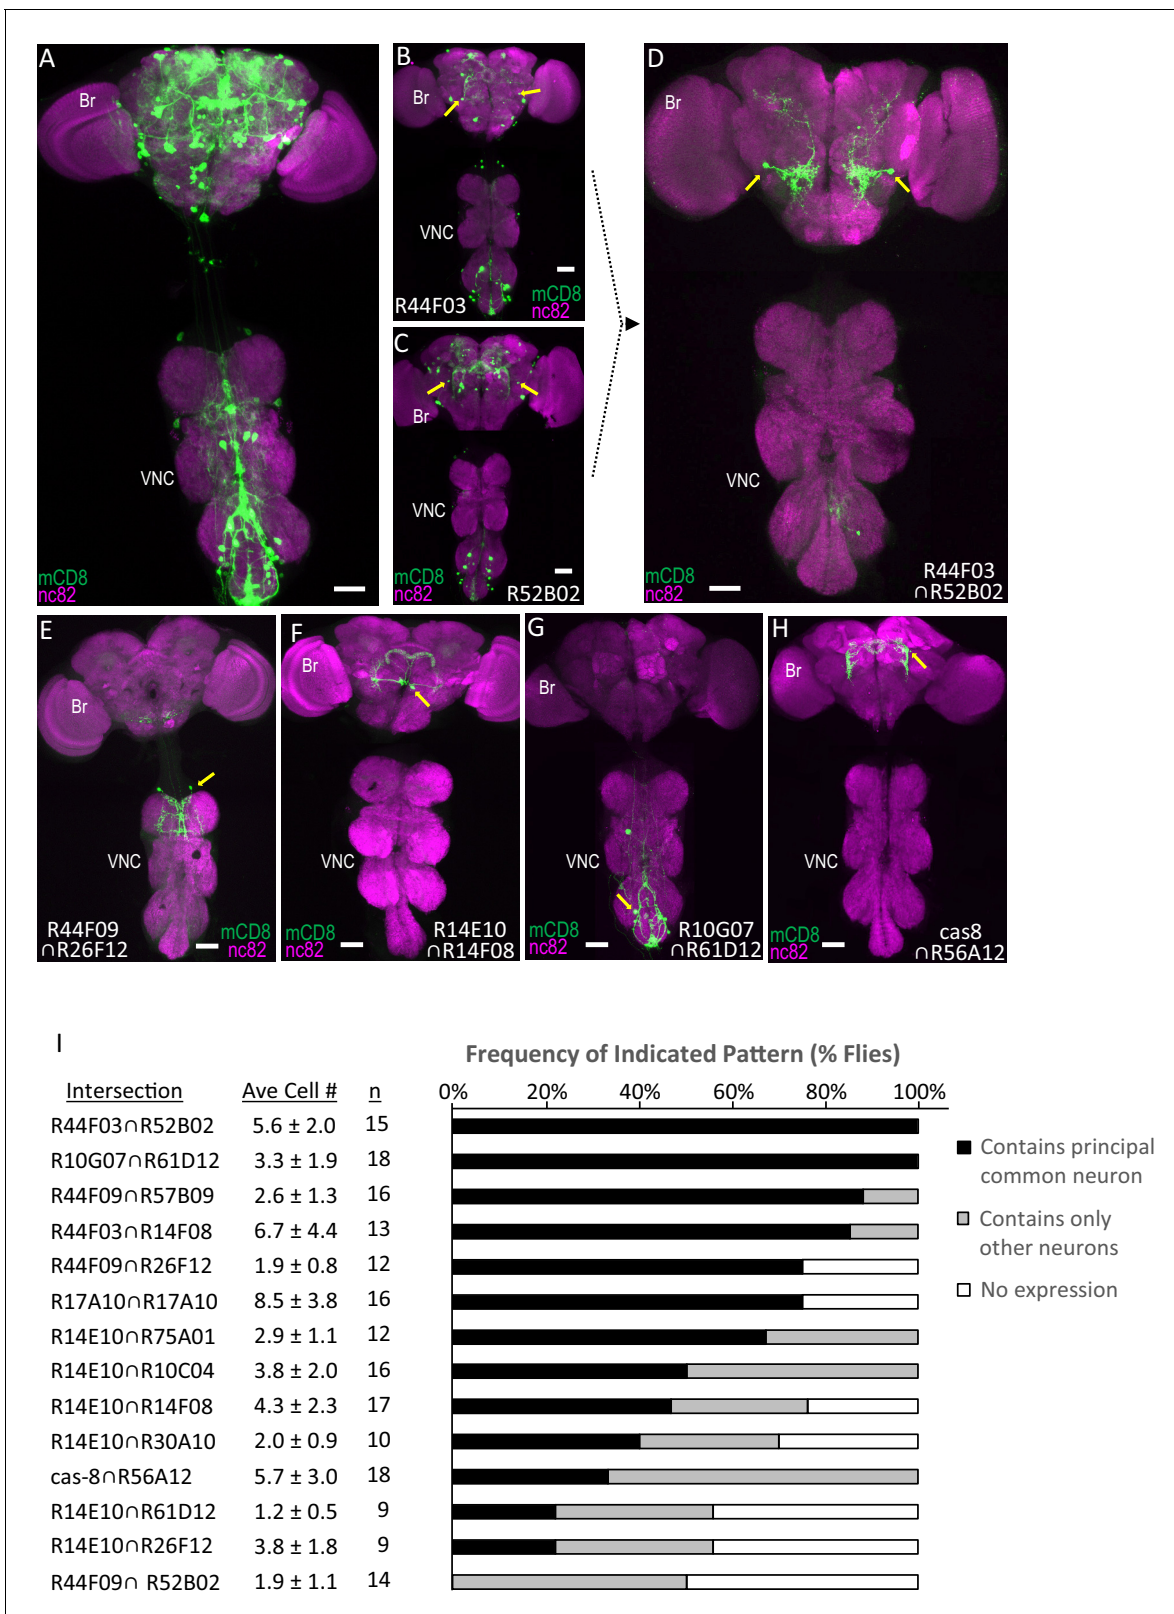 A
Br
VNC
mCD8
nc82
B
Br
VNC
R44F03
mCD8
nc82
C
Br
VNC
mCD8
nc82
R52B02
D
Br
VNC
mCD8
nc82
R44F03
∩R52B02
E
Br
VNC
R44F09
∩R26F12
mCD8
nc82
F
Br
VNC
mCD8
nc82
R14E10
∩R14F08
G
Br
VNC
mCD8
nc82
R10G07
∩R61D12
H
Br
VNC
mCD8
nc82
cas8
∩R56A12
I
Frequency of Indicated Pattern (% Flies)
Intersection Ave Cell # n 0% 20% 40% 60% 80% 100%
R44F03∩R52B02 5.6 ± 2.0 15
R10G07∩R61D12 3.3 ± 1.9 18
R44F09∩R57B09 2.6 ± 1.3 16
R44F03∩R14F08 6.7 ± 4.4 13
R44F09∩R26F12 1.9 ± 0.8 12
R17A10∩R17A10 8.5 ± 3.8 16
R14E10∩R75A01 2.9 ± 1.1 12
R14E10∩R10C04 3.8 ± 2.0 16
R14E10∩R14F08 4.3 ± 2.3 17
R14E10∩R30A10 2.0 ± 0.9 10
cas-8∩R56A12 5.7 ± 3.0 18
R14E10∩R61D12 1.2 ± 0.5 9
R14E10∩R26F12 3.8 ± 1.8 9
R44F09∩ R52B02 1.9 ± 1.1 14
Contains principal
common neuron
Contains only
other neurons
No expression